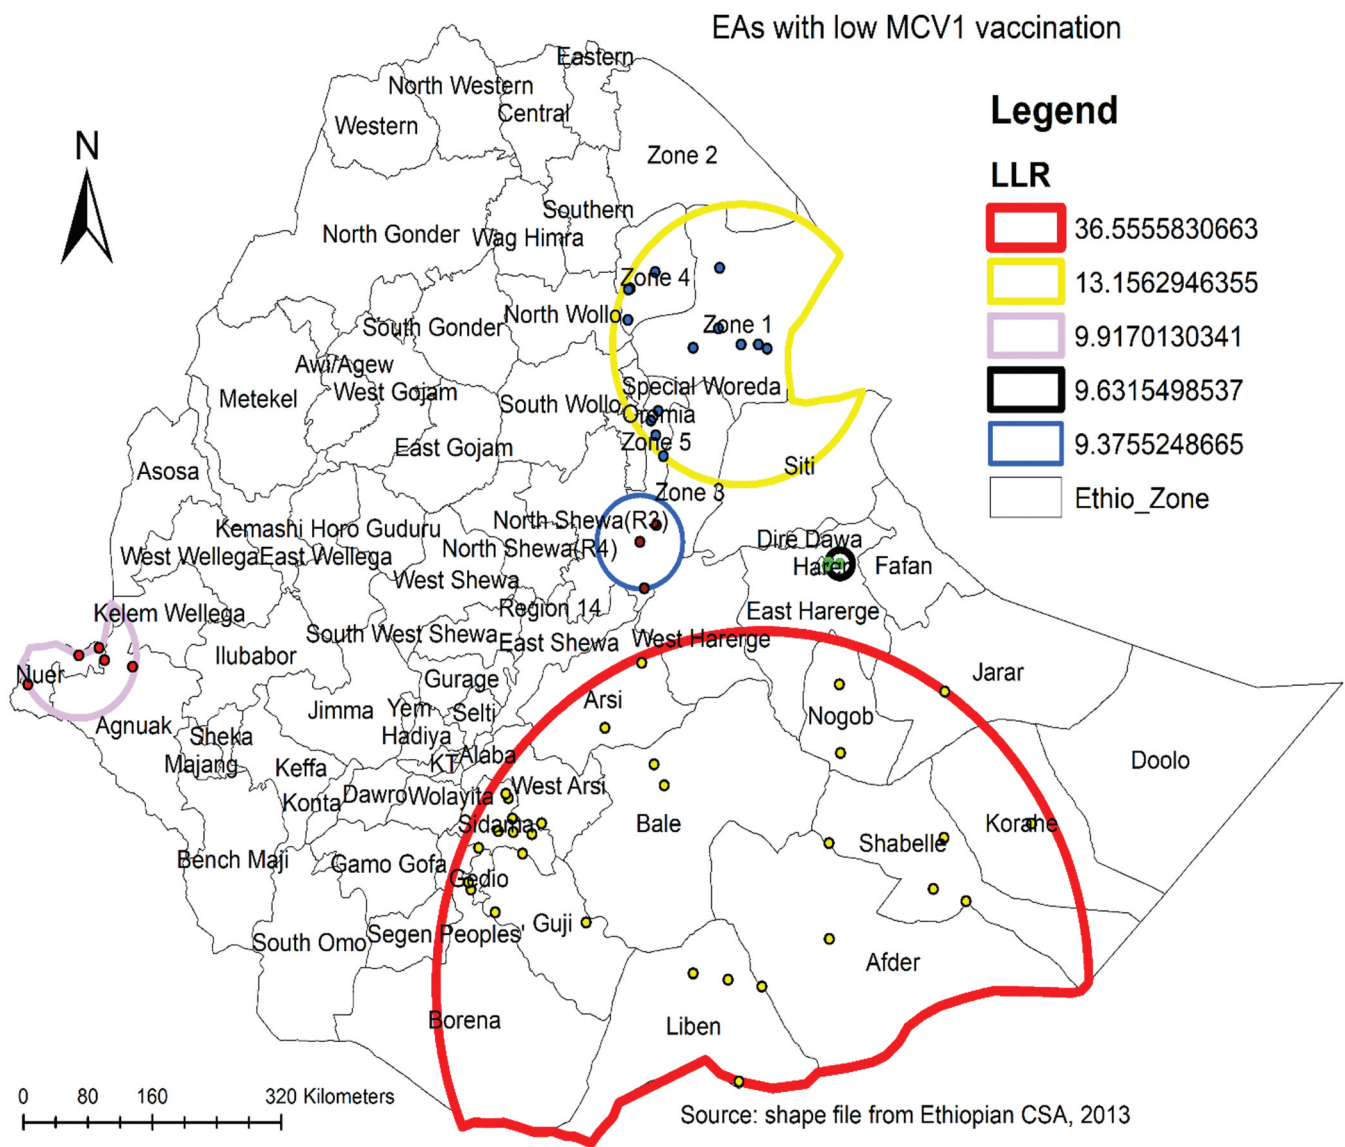 EAs with low MCV1 vaccination
Legend
LLR
36.5555830663
13.1562946355
9.9170130341
9.6315498537
9.3755248665
Ethio_Zone
N
Eastern
North Western
Central
Western
Zone 2
Southern
North Gonder
Wag Himra
Zone 4
North Wollo
South Gonder
Zone 1
Awi/Agew
West Gojam
Metekel
Special Woreda
South Wollo
Oromia
East Gojam
Zone 5
Siti
Asosa
Zone 3
North Shewa(R3)
Kemashi
Horo Guduru
North Shewa(R4)
Dire Dawa
West Wellega
East Wellega
Hareri
Fafan
West Shewa
Kelem Wellega
Region 14
East Harerge
South West Shewa
East Shewa
West Harerge
Ilubabor
Nuer
Gurage
Jarar
Arsi
Jimma
Yem
Selti
Nogob
Agnuak
Sheka
Hadiya
Majang
Keffa
KT
Alaba
Doolo
Konta
Dawro
Wolayita
West Arsi
Sidama
Bale
Korahe
Shabelle
Bench Maji
Gamo Gofa
Gedio
South Omo
Segen Peoples'
Guji
Afder
Borena
Liben
0 80 160 320 Kilometers
Source: shape file from Ethiopian CSA, 2013